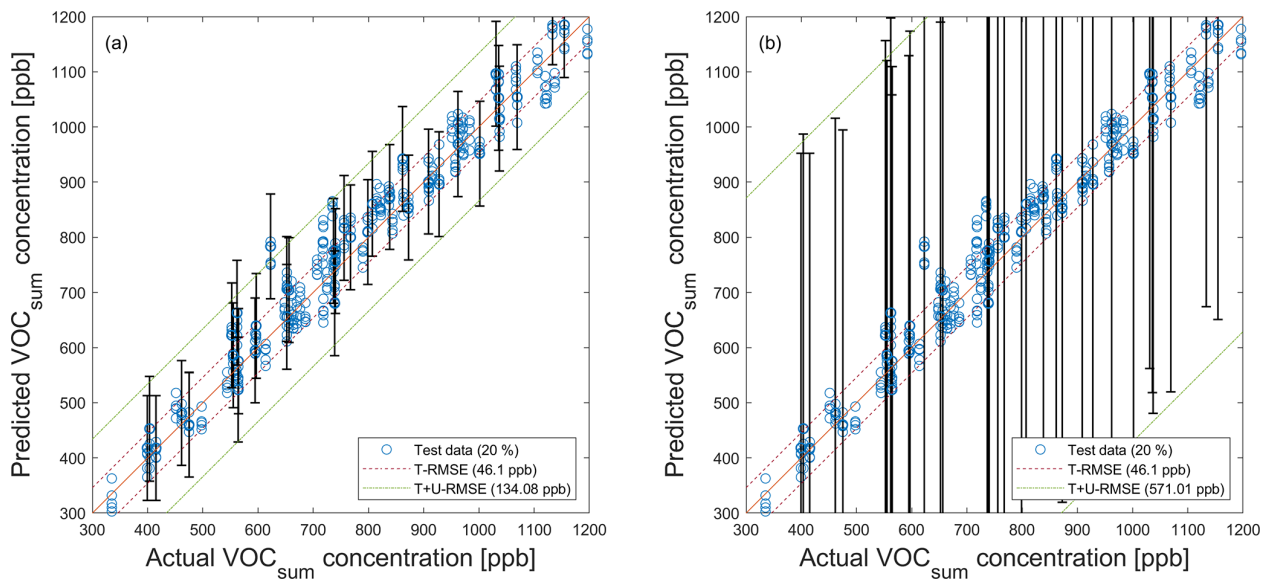 (a)
Predicted VOCsum concentration [ppb]
1200
1100
1000
900
800
700
600
500
400
300
Test data (20 %)
T-RMSE (46.1 ppb)
T+U-RMSE (134.08 ppb)
300 400 500 600 700 800 900 1000 1100 1200
Actual VOCsum concentration [ppb]
(b)
Predicted VOCsum concentration [ppb]
1200
1100
1000
900
800
700
600
500
400
300
Test data (20 %)
T-RMSE (46.1 ppb)
T+U-RMSE (571.01 ppb)
300 400 500 600 700 800 900 1000 1100 1200
Actual VOCsum concentration [ppb]